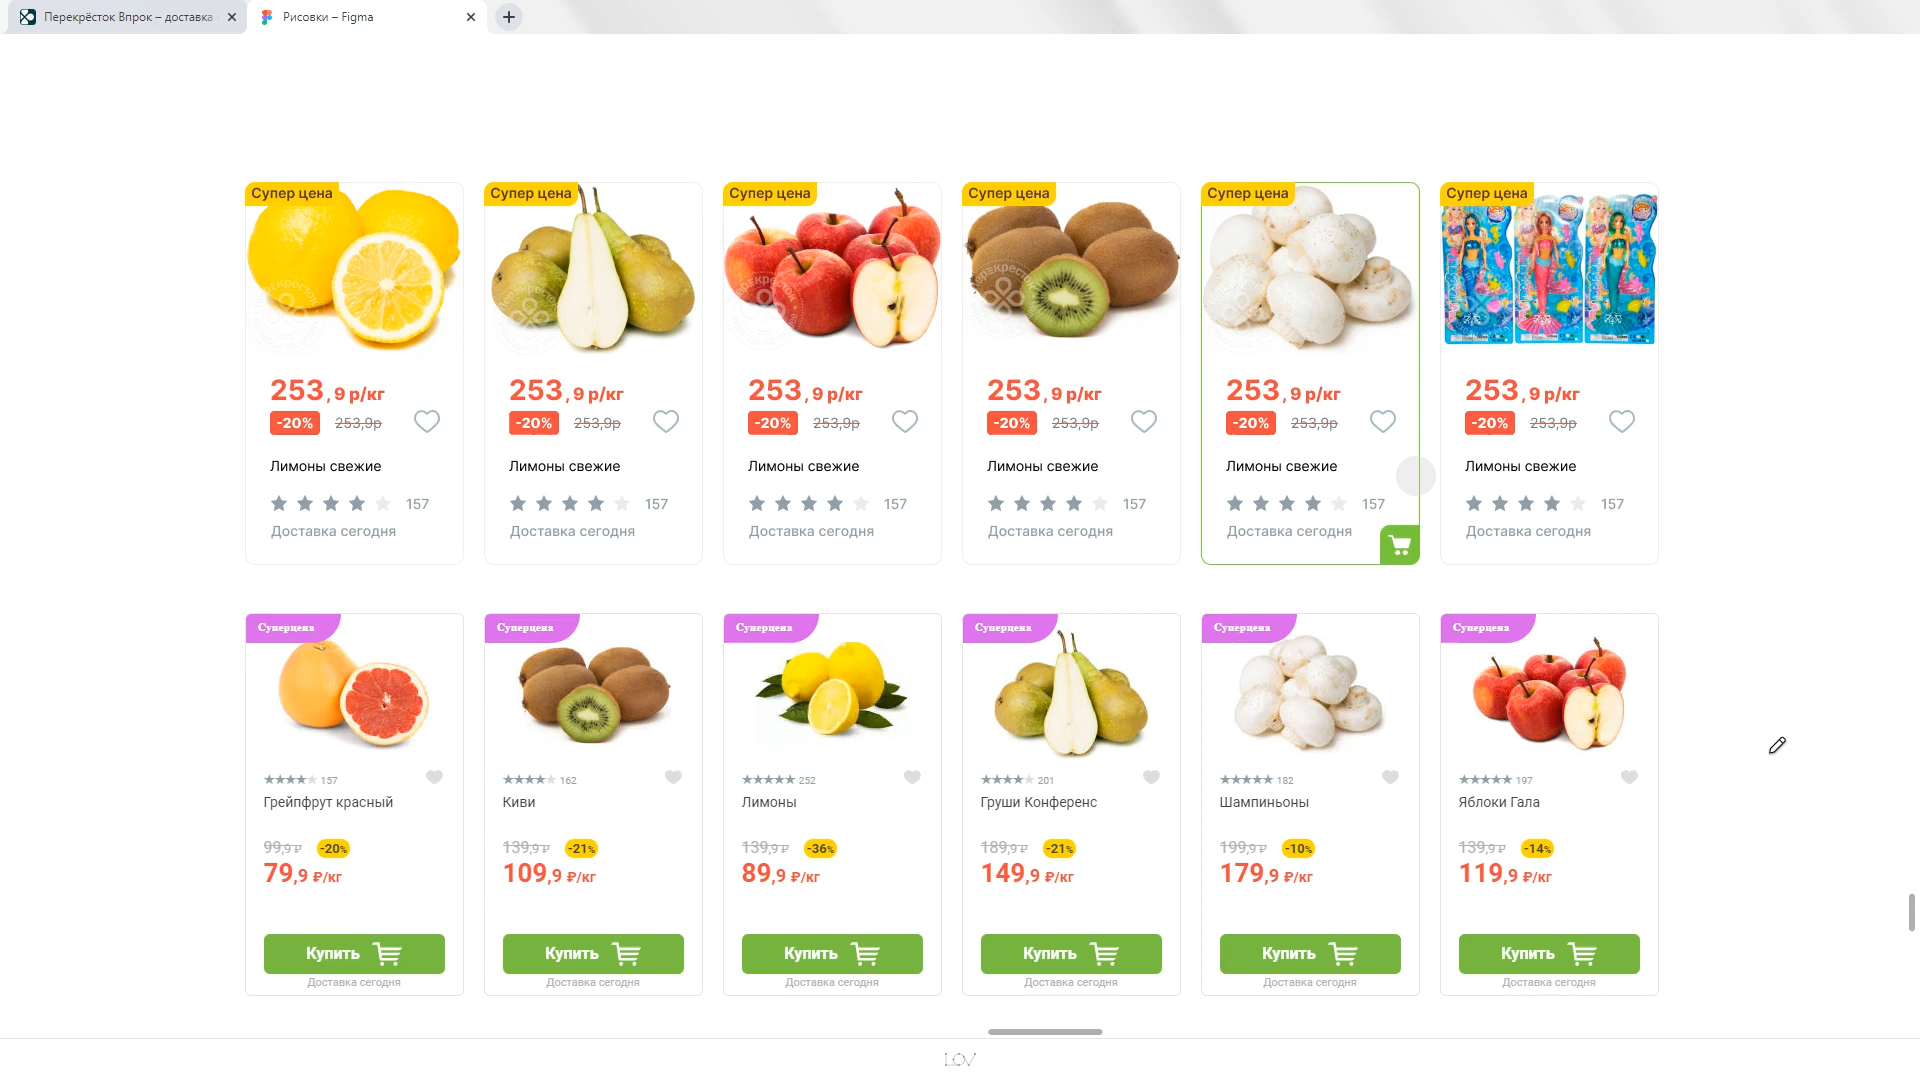 Перекрёсток Впрок – доставка
Рисовки – Figma
Супер цена
Супер цена
Супер цена
Супер цена
Супер цена
Супер цена
253, 9 р/кг
253, 9 р/кг
253, 9 р/кг
253, 9 р/кг
253, 9 р/кг
253, 9 р/кг
-20% 253,9р
-20% 253,9р
-20% 253,9р
-20% 253,9р
-20% 253,9р
-20% 253,9р
Лимоны свежие
Лимоны свежие
Лимоны свежие
Лимоны свежие
Лимоны свежие
Лимоны свежие
157
157
157
157
157
157
Доставка сегодня
Доставка сегодня
Доставка сегодня
Доставка сегодня
Доставка сегодня
Доставка сегодня
Суперцена
Суперцена
Суперцена
Суперцена
Суперцена
Суперцена
157
162
252
201
182
197
Грейпфрут красный
Киви
Лимоны
Груши Конференс
Шампиньоны
Яблоки Гала
99,9 ₽ -20%
139,9 ₽ -21%
139,9 ₽ -36%
189,9 ₽ -21%
199,9 ₽ -10%
139,9 ₽ -14%
79,9 ₽/кг
109,9 ₽/кг
89,9 ₽/кг
149,9 ₽/кг
179,9 ₽/кг
119,9 ₽/кг
Купить
Купить
Купить
Купить
Купить
Купить
Доставка сегодня
Доставка сегодня
Доставка сегодня
Доставка сегодня
Доставка сегодня
Доставка сегодня
LOV